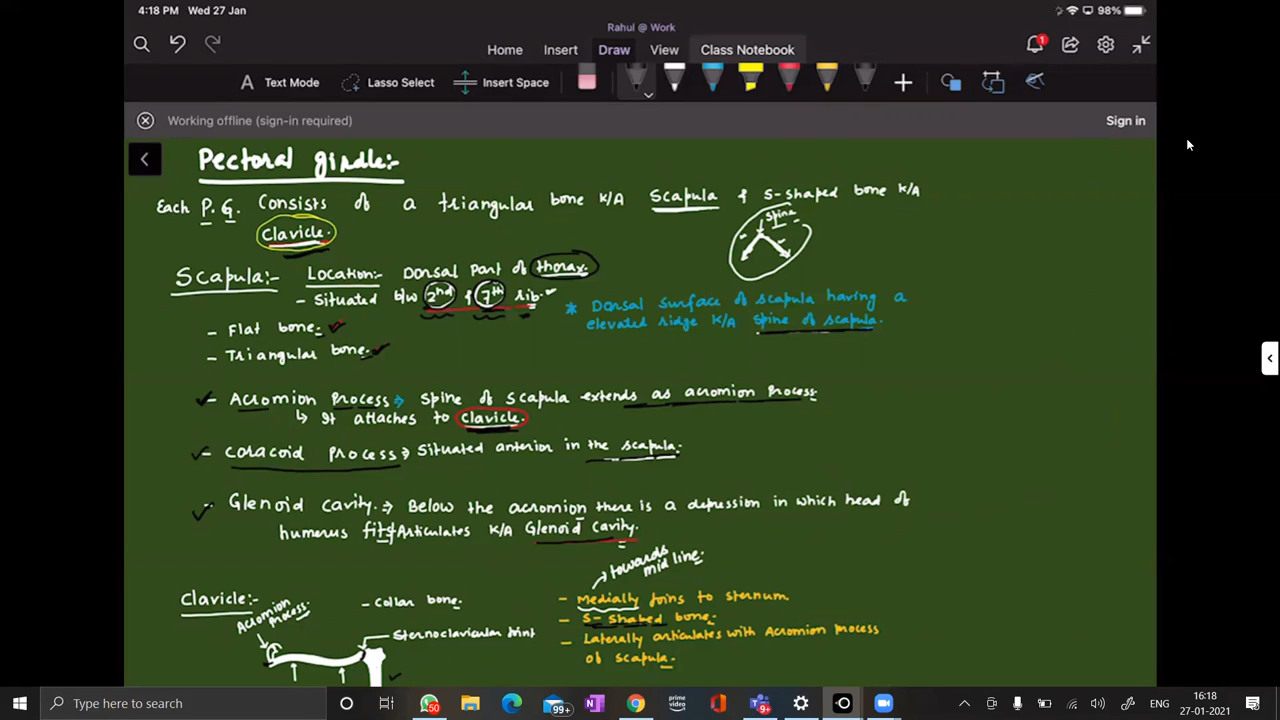 4:18 PM Wed 27 Jan
98%
Rahul @ Work
Home Insert Draw View Class Notebook
1
Text Mode Lasso Select Insert Space
Working offline (sign-in required) Sign in
Pectoral girdle:-
Each P. G. Consists of a triangular bone K/A Scapula & S-shaped bone K/A
Clavicle.
Spine
Scapula:- Location:- Dorsal part of thorax.
- Situated b/w 2nd & 7th rib.
* Dorsal surface of scapula having a
elevated ridge K/A Spine of scapula.
- Flat bone.
- Triangular bone.
- Acromion Process → Spine of Scapula extends as acromion Process.
↳ It attaches to Clavicle.
- Coracoid Process → Situated anterior in the scapula.
- Glenoid cavity → Below the acromion there is a depression in which head of
humerus fits/Articulates K/A Glenoid Cavity.
→ towards mid line.
Clavicle:- - Collar bone.
- Medially Joins to Sternum.
- S-Shaped bone.
- Laterally articulates with Acromion Process
of scapula.
Acromion Process.
Sternoclavicular Joint
Type here to search
50
99+
prime video
9+
ENG
16:18
27-01-2021